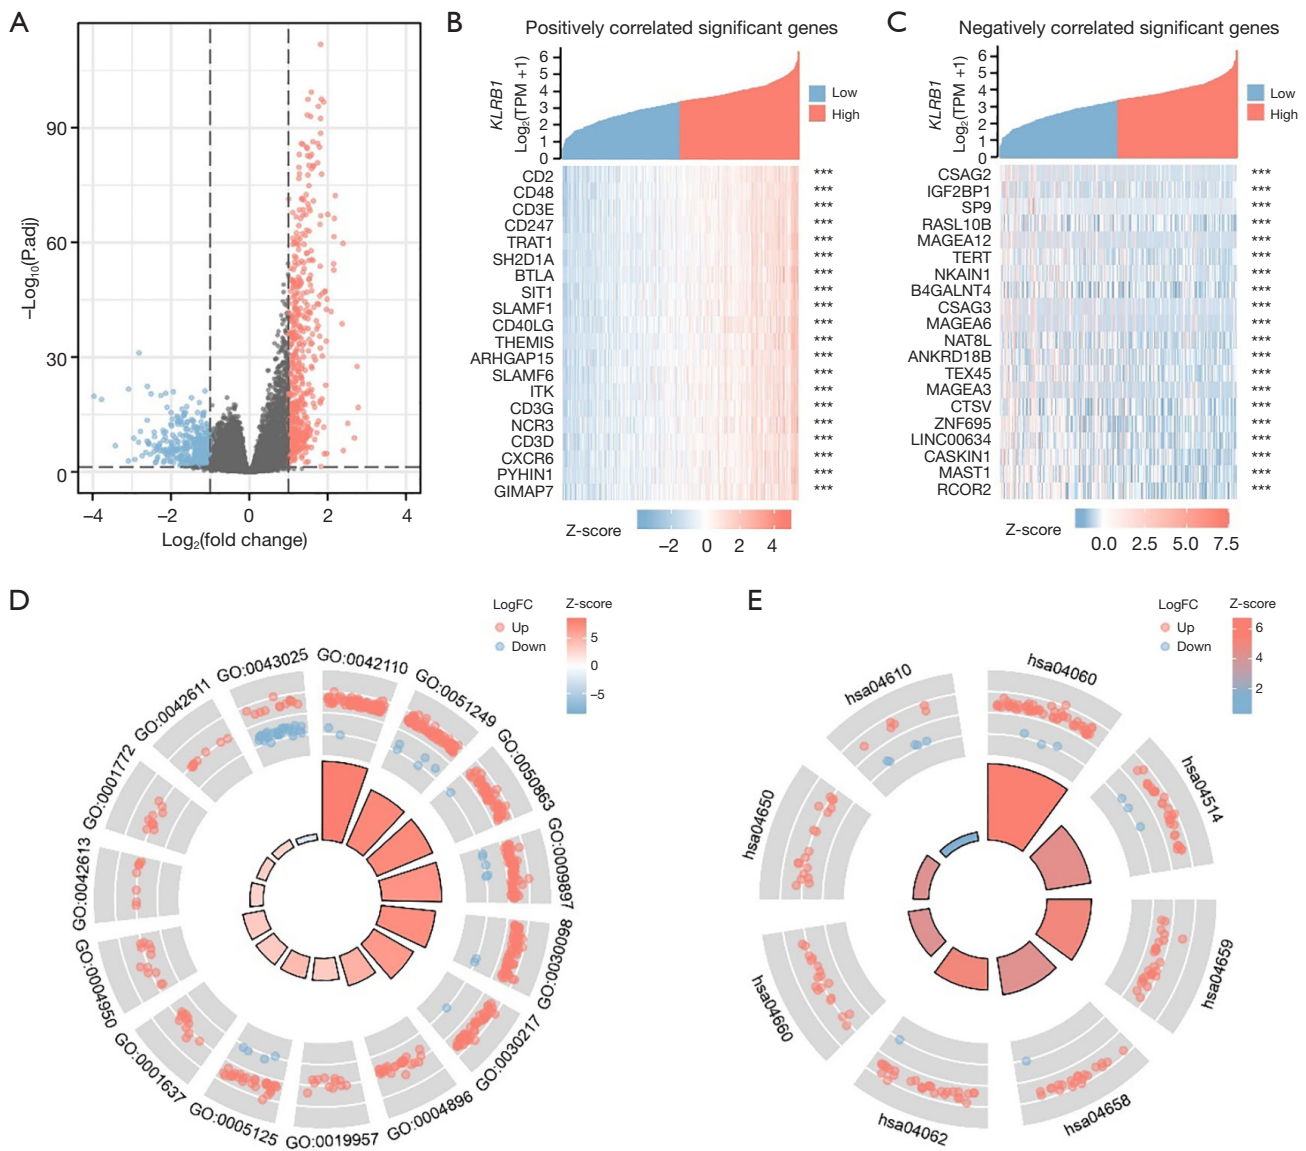 A
90
60
30
0
−Log10(P.adj)
−4
−2
0
2
4
Log2(fold change)
B
Positively correlated significant genes
KLRB1
Log2(TPM +1)
6
5
4
3
2
1
0
Low
High
CD2 ***
CD48 ***
CD3E ***
CD247 ***
TRAT1 ***
SH2D1A ***
BTLA ***
SIT1 ***
SLAMF1 ***
CD40LG ***
THEMIS ***
ARHGAP15 ***
SLAMF6 ***
ITK ***
CD3G ***
NCR3 ***
CD3D ***
CXCR6 ***
PYHIN1 ***
GIMAP7 ***
Z-score
−2 0 2 4
C
Negatively correlated significant genes
KLRB1
Log2(TPM +1)
6
5
4
3
2
1
0
Low
High
CSAG2 ***
IGF2BP1 ***
SP9 ***
RASL10B ***
MAGEA12 ***
TERT ***
NKAIN1 ***
B4GALNT4 ***
CSAG3 ***
MAGEA6 ***
NAT8L ***
ANKRD18B ***
TEX45 ***
MAGEA3 ***
CTSV ***
ZNF695 ***
LINC00634 ***
CASKIN1 ***
MAST1 ***
RCOR2 ***
Z-score
0.0 2.5 5.0 7.5
D
LogFC
Up
Down
Z-score
5
0
−5
GO:0042110
GO:0051249
GO:0050863
GO:0009897
GO:0030098
GO:0030217
GO:0004896
GO:0019957
GO:0005125
GO:0001637
GO:0004950
GO:0042613
GO:0001772
GO:0042611
GO:0043025
E
LogFC
Up
Down
Z-score
6
4
2
hsa04060
hsa04514
hsa04659
hsa04658
hsa04062
hsa04660
hsa04650
hsa04610